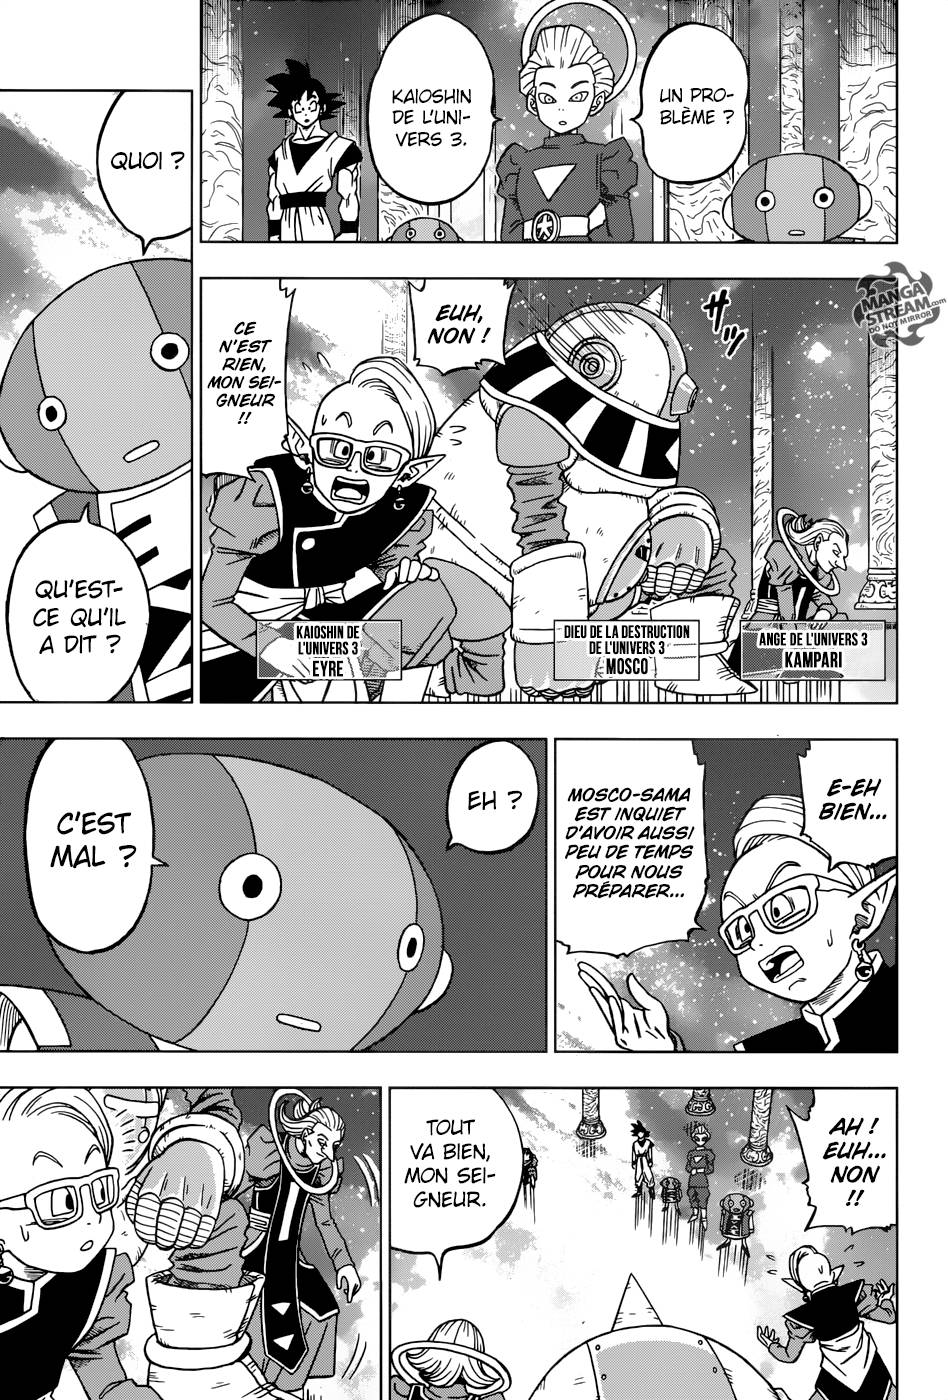 UN PRO-
BLÈME ?
KAIOSHIN
DE L'UNI-
VERS 3.
QUOI ?
QU'EST-
CE QU'IL
A DIT ?
MANGA
STREAM.com
DO NOT MIRROR
EUH,
NON !
CE
N'EST
RIEN,
MON SEI-
GNEUR
!!
KAIOSHIN DE
L'UNIVERS 3
EYRE
DIEU DE LA DESTRUCTION
DE L'UNIVERS 3
MOSCO
ANGE DE L'UNIVERS 3
KAMPARI
E-EH
BIEN...
MOSCO-SAMA
EST INQUIET
D'AVOIR AUSSI
PEU DE TEMPS
POUR NOUS
PRÉPARER...
EH ?
C'EST
MAL ?
AH !
EUH...
NON
!!
TOUT
VA BIEN,
MON SEI-
GNEUR.